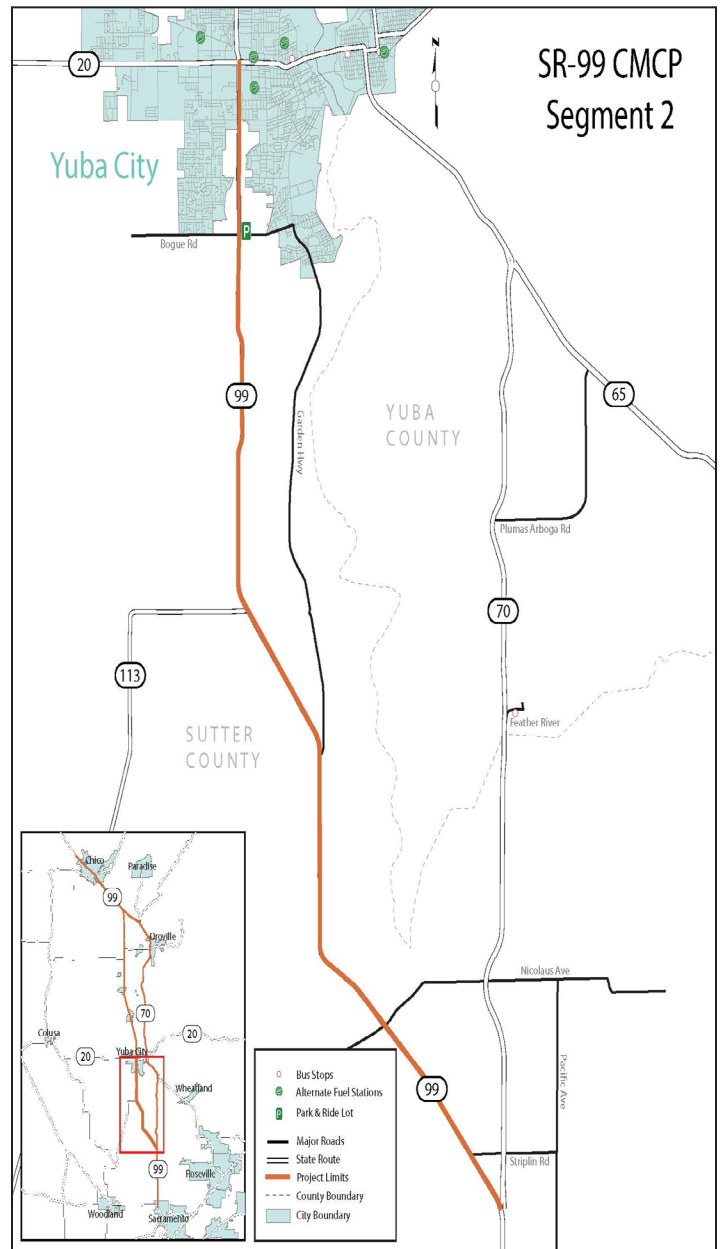 SR-99 CMCP
Segment 2
20
Yuba City
P
Bogue Rd
99
Garden Hwy
YUBA
COUNTY
65
Plumas Arboga Rd
70
113
Feather River
SUTTER
COUNTY
Nicolaus Ave
Pacific Ave
99
Striplin Rd
N
Chico
Paradise
99
Oroville
70
Colusa
20
20
Yuba City
Wheatland
99
Roseville
Woodland
Sacramento
Bus Stops
Alternate Fuel Stations
P
Park & Ride Lot
Major Roads
State Route
Project Limits
County Boundary
City Boundary